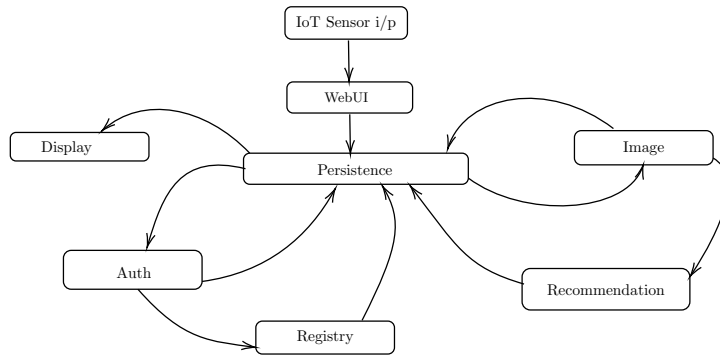 IoT Sensor i/p
WebUI
Display
Image
Persistence
Auth
Recommendation
Registry